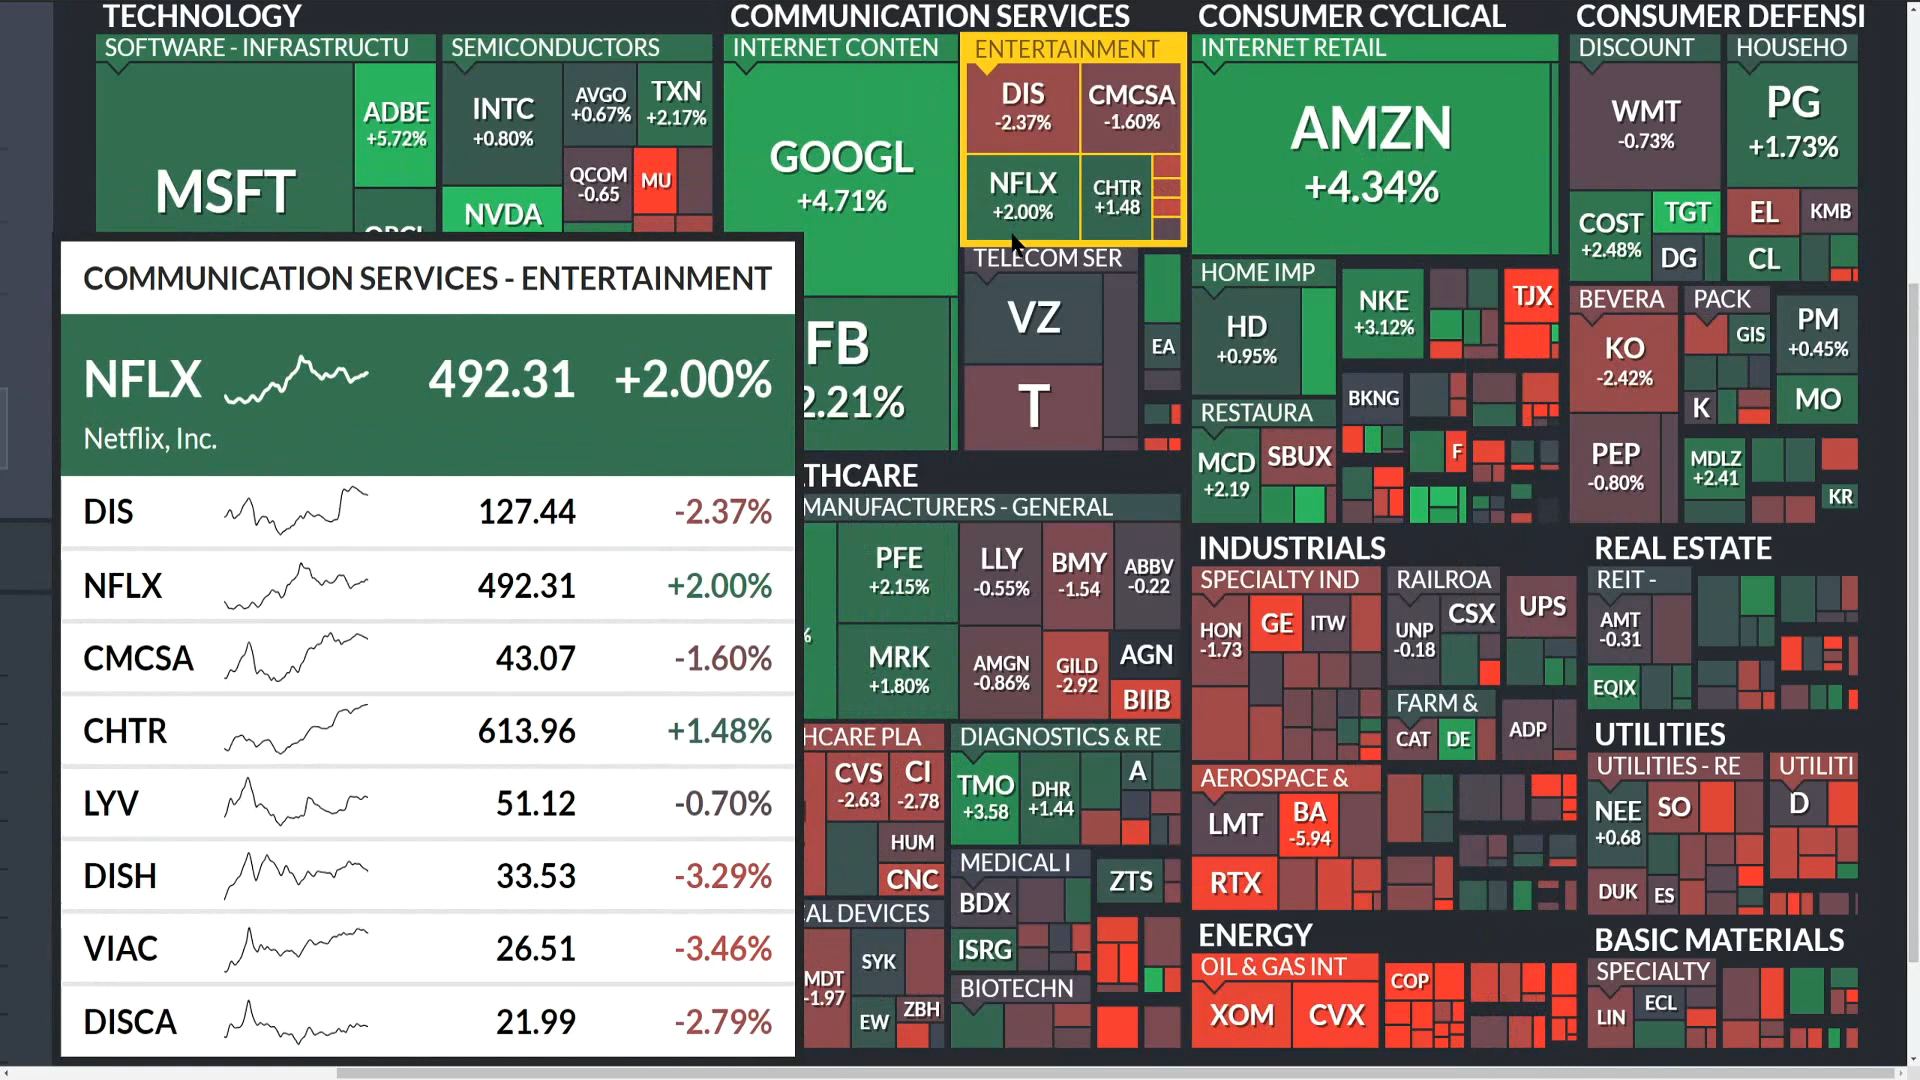 TECHNOLOGY
SOFTWARE - INFRASTRUCTU
MSFT
ADBE
+5.72%
SEMICONDUCTORS
INTC
+0.80%
AVGO
+0.67%
TXN
+2.17%
QCOM
-0.65
MU
NVDA
COMMUNICATION SERVICES
INTERNET CONTEN
GOOGL
+4.71%
ENTERTAINMENT
DIS
-2.37%
CMCSA
-1.60%
NFLX
+2.00%
CHTR
+1.48
FB
2.21%
TELECOM SER
VZ
T
EA
CONSUMER CYCLICAL
INTERNET RETAIL
AMZN
+4.34%
HOME IMP
HD
+0.95%
NKE
+3.12%
TJX
RESTAURA
MCD
+2.19
SBUX
BKNG
F
CONSUMER DEFENSI
DISCOUNT
WMT
-0.73%
COST
+2.48%
TGT
DG
HOUSEHO
PG
+1.73%
EL
KMB
CL
BEVERA
KO
-2.42%
PEP
-0.80%
PACK
GIS
K
PM
+0.45%
MO
MDLZ
+2.41
KR
COMMUNICATION SERVICES - ENTERTAINMENT
NFLX 492.31 +2.00%
Netflix, Inc.
DIS 127.44 -2.37%
NFLX 492.31 +2.00%
CMCSA 43.07 -1.60%
CHTR 613.96 +1.48%
LYV 51.12 -0.70%
DISH 33.53 -3.29%
VIAC 26.51 -3.46%
DISCA 21.99 -2.79%
THCARE
MANUFACTURERS - GENERAL
%
PFE
+2.15%
MRK
+1.80%
LLY
-0.55%
BMY
-1.54
ABBV
-0.22
AMGN
-0.86%
GILD
-2.92
AGN
BIIB
HCARE PLA
CVS
-2.63
CI
-2.78
HUM
CNC
DIAGNOSTICS & RE
TMO
+3.58
DHR
+1.44
A
AL DEVICES
MDT
-1.97
SYK
EW
ZBH
MEDICAL I
BDX
ISRG
ZTS
BIOTECHN
INDUSTRIALS
SPECIALTY IND
HON
-1.73
GE
ITW
RAILROA
UNP
-0.18
CSX
UPS
FARM &
CAT
DE
ADP
AEROSPACE &
LMT
BA
-5.94
RTX
REAL ESTATE
REIT -
AMT
-0.31
EQIX
UTILITIES
UTILITIES - RE
NEE
+0.68
SO
DUK
ES
UTILITI
D
ENERGY
OIL & GAS INT
XOM
CVX
COP
BASIC MATERIALS
SPECIALTY
LIN
ECL